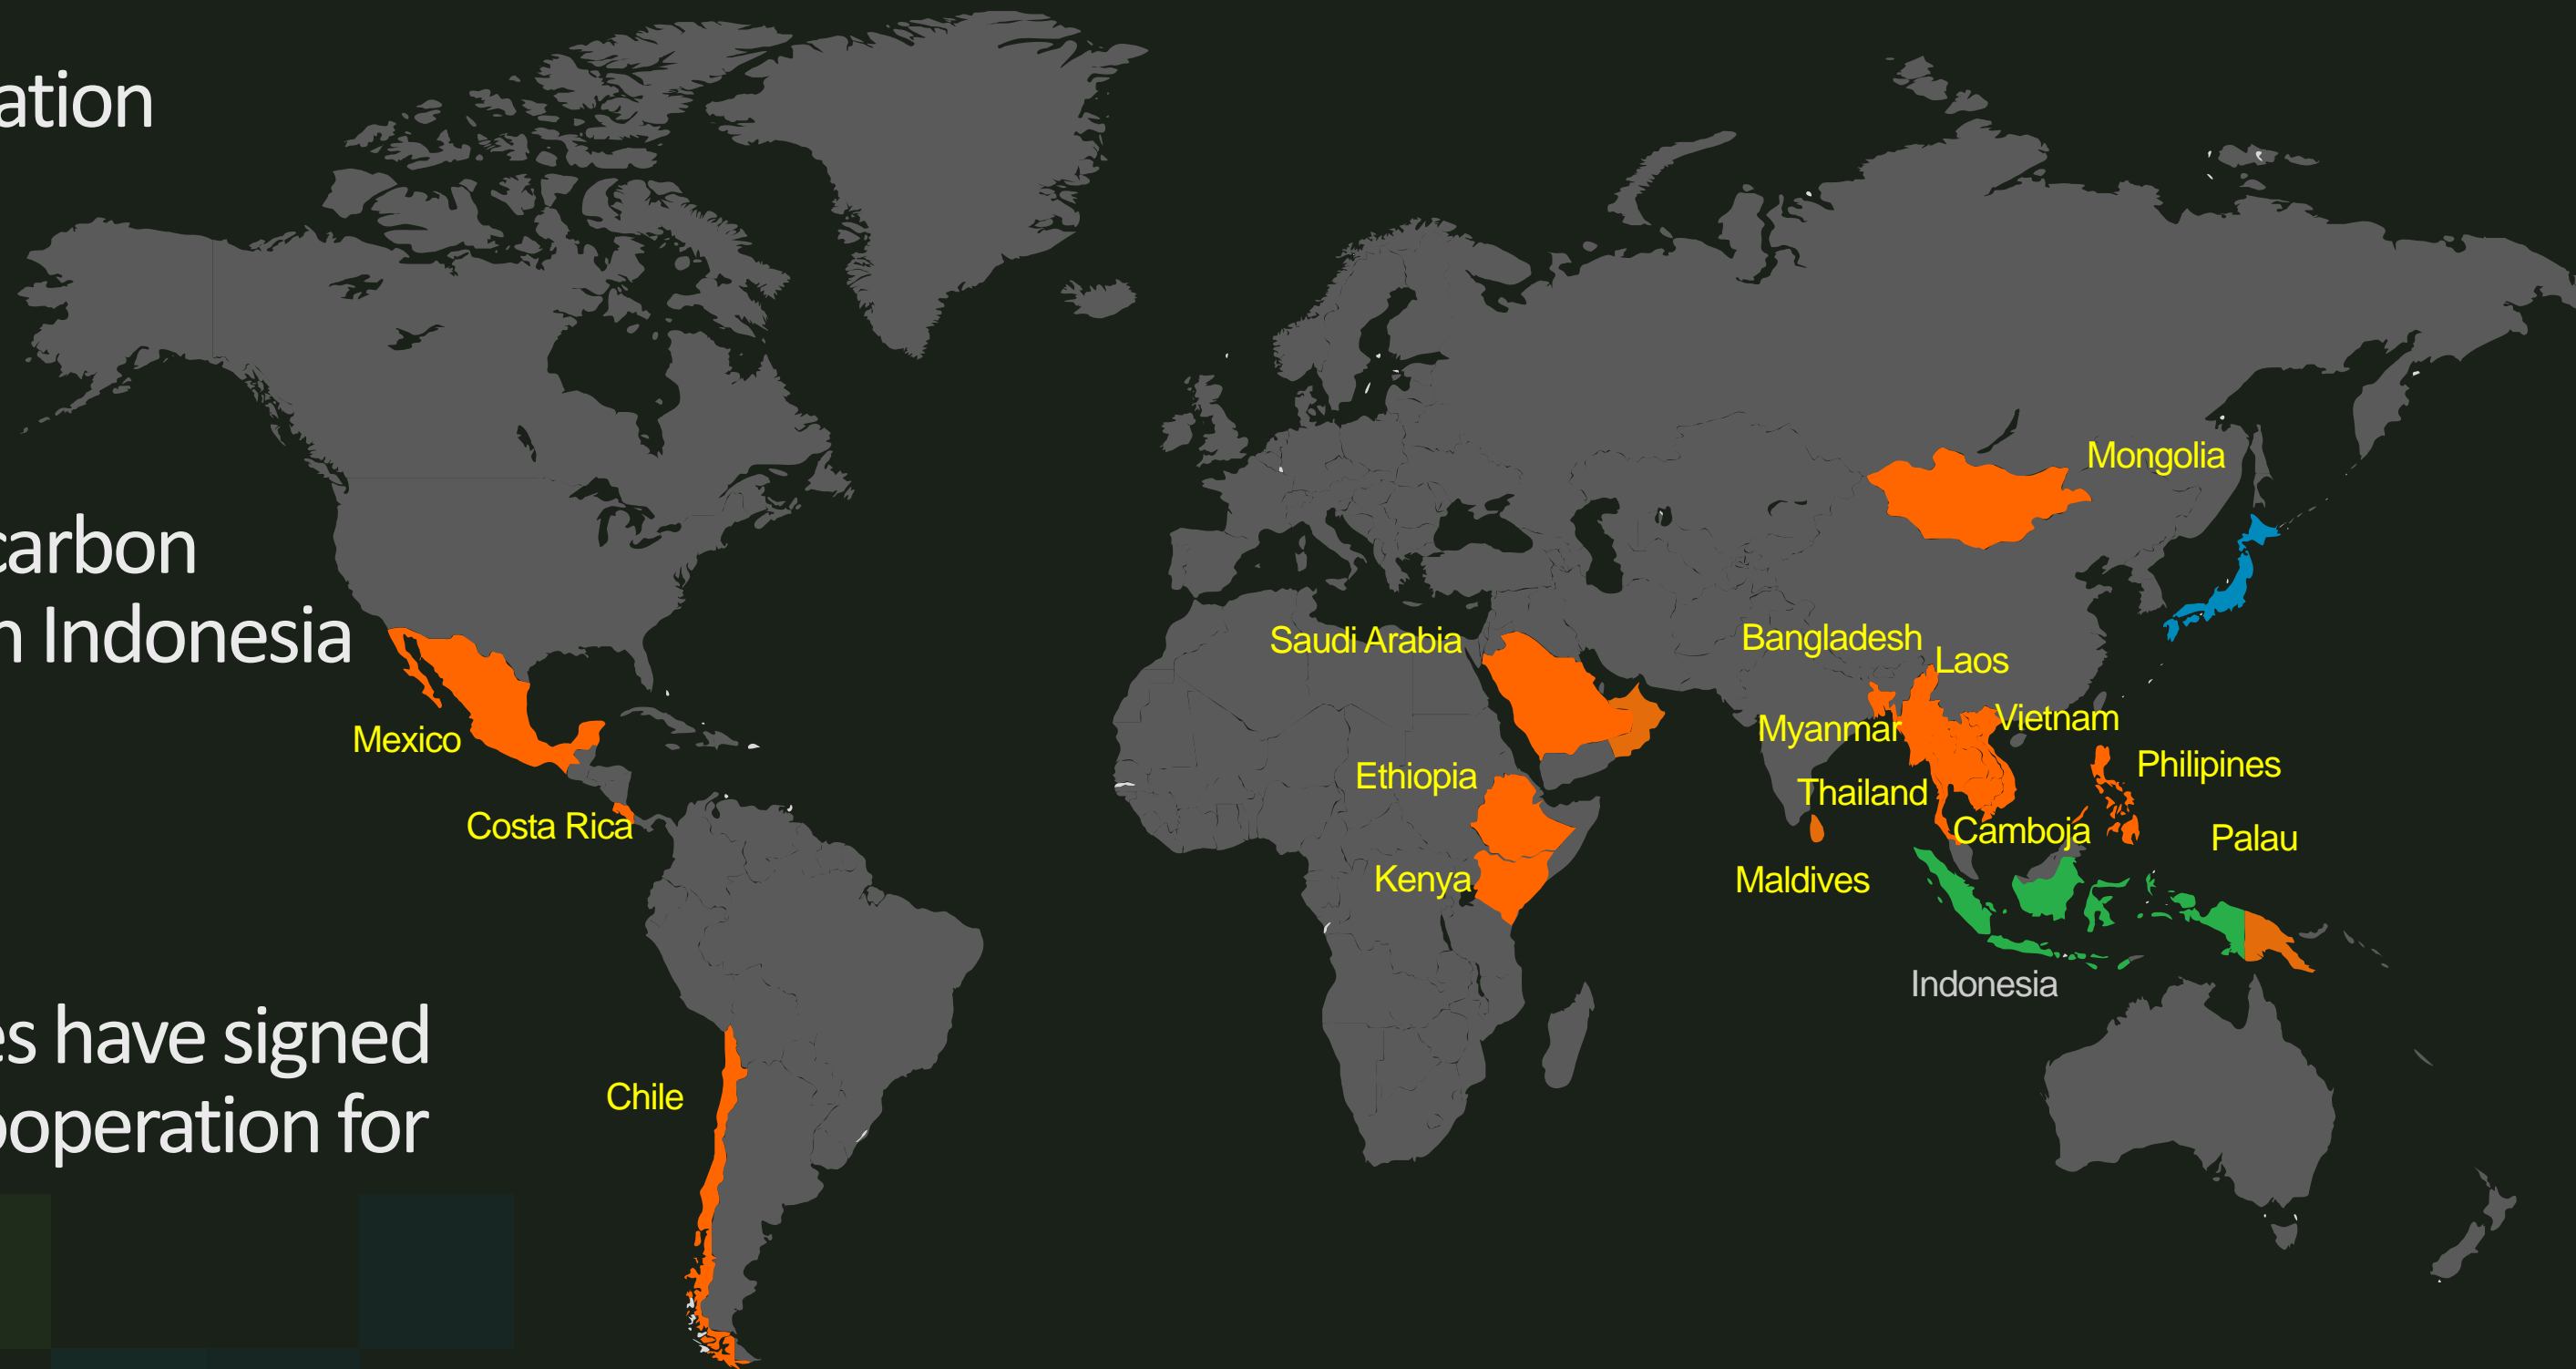 ation
carbon
n Indonesia
es have signed
ooperation for
Mongolia
Saudi Arabia
Bangladesh
Laos
Mexico
Myanmar
Vietnam
Ethiopia
Philipines
Thailand
Costa Rica
Camboja
Palau
Kenya
Maldives
Indonesia
Chile